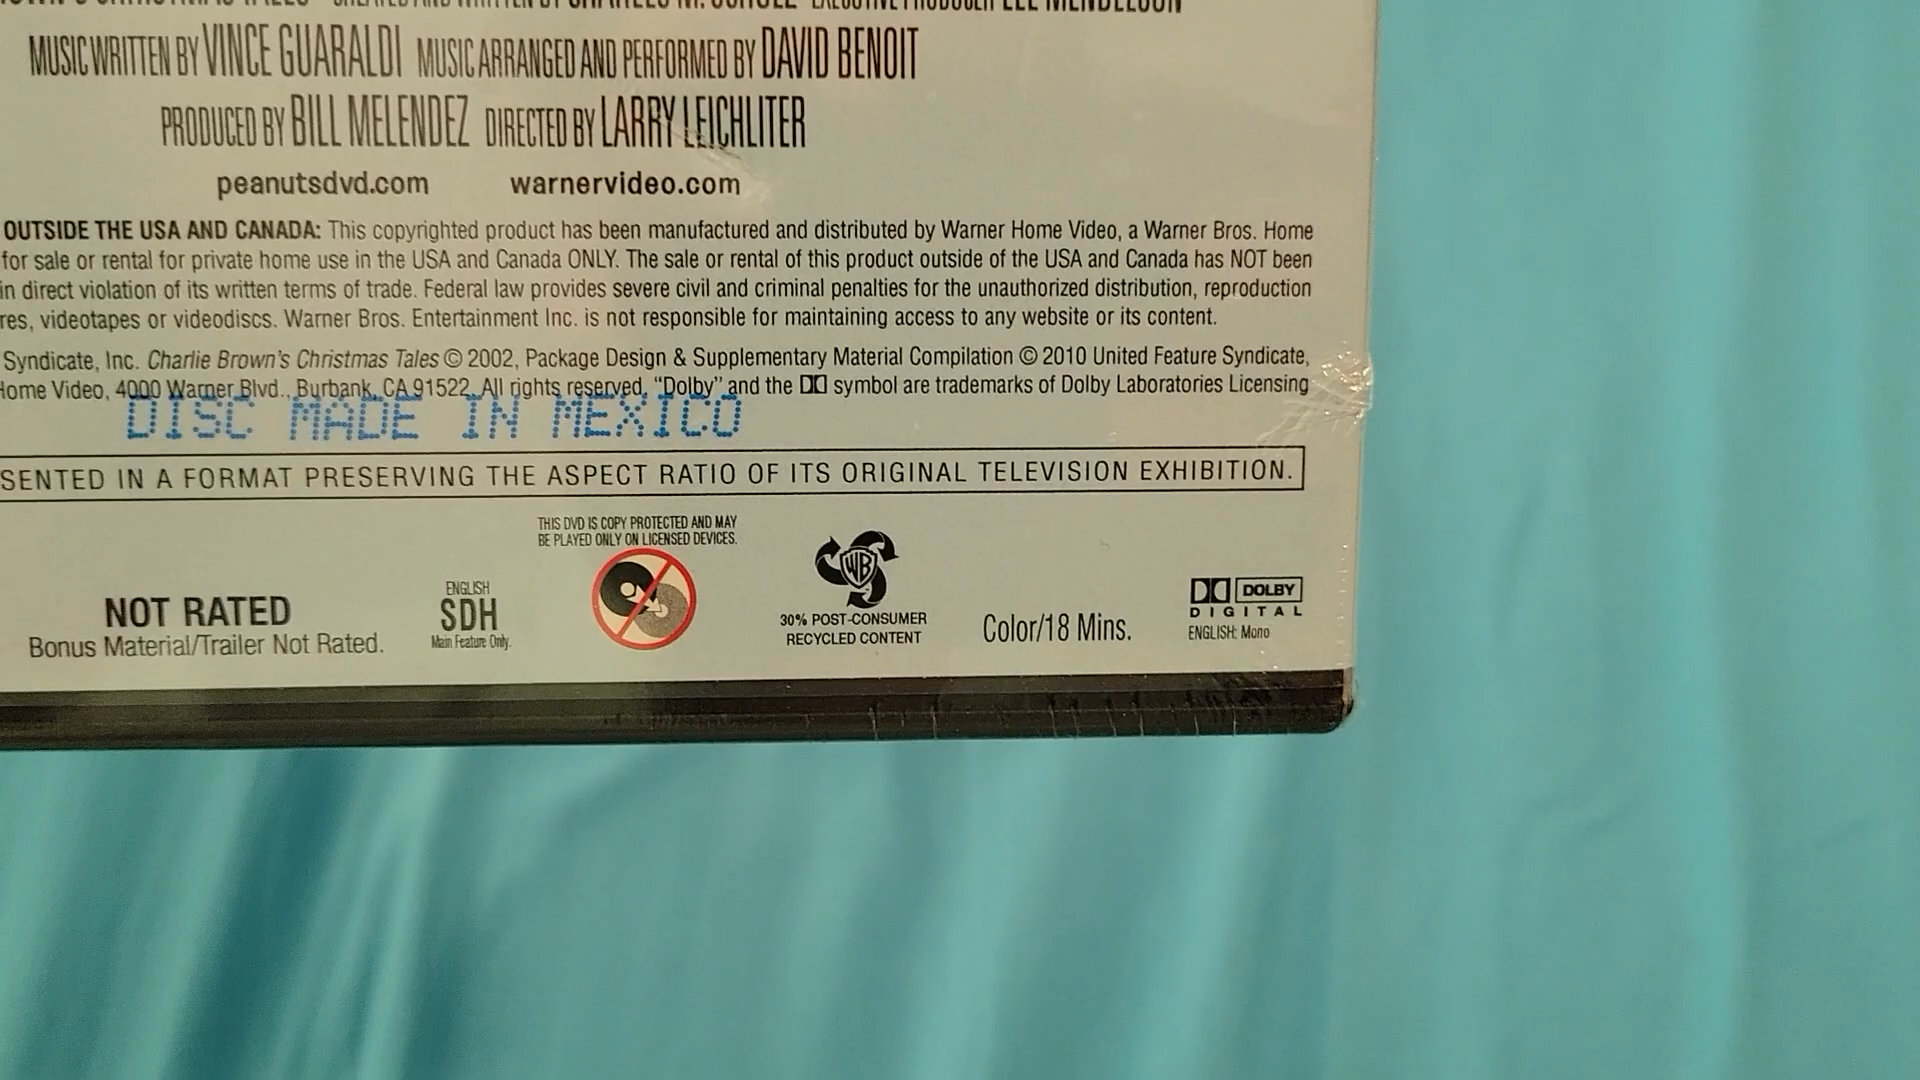 CREATED AND WRITTEN BY CHARLES M. SCHULZ EXECUTIVE PRODUCER LEE MENDELSON
MUSIC WRITTEN BY VINCE GUARALDI MUSIC ARRANGED AND PERFORMED BY DAVID BENOIT
PRODUCED BY BILL MELENDEZ DIRECTED BY LARRY LEICHLITER
peanutsdvd.com warnervideo.com
OUTSIDE THE USA AND CANADA: This copyrighted product has been manufactured and distributed by Warner Home Video, a Warner Bros. Home
for sale or rental for private home use in the USA and Canada ONLY. The sale or rental of this product outside of the USA and Canada has NOT been
in direct violation of its written terms of trade. Federal law provides severe civil and criminal penalties for the unauthorized distribution, reproduction
res, videotapes or videodiscs. Warner Bros. Entertainment Inc. is not responsible for maintaining access to any website or its content.
Syndicate, Inc. Charlie Brown's Christmas Tales © 2002, Package Design & Supplementary Material Compilation © 2010 United Feature Syndicate,
Home Video, 4000 Warner Blvd., Burbank, CA 91522. All rights reserved. "Dolby" and the DD symbol are trademarks of Dolby Laboratories Licensing
DISC MADE IN MEXICO
SENTED IN A FORMAT PRESERVING THE ASPECT RATIO OF ITS ORIGINAL TELEVISION EXHIBITION.
THIS DVD IS COPY PROTECTED AND MAY
BE PLAYED ONLY ON LICENSED DEVICES.
NOT RATED
Bonus Material/Trailer Not Rated.
ENGLISH
SDH
Main Feature Only.
WB
30% POST-CONSUMER
RECYCLED CONTENT
Color/18 Mins.
DOLBY
DIGITAL
ENGLISH: Mono